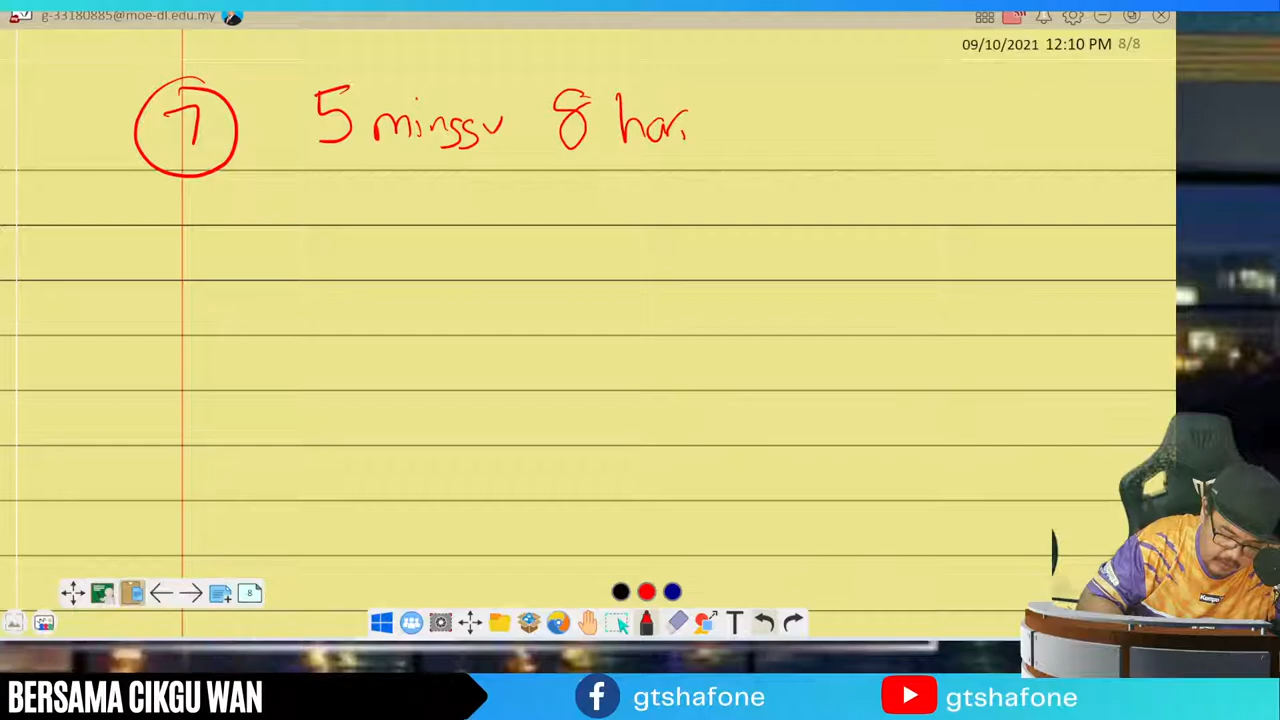 g-33180885@moe-dl.edu.my
09/10/2021 12:10 PM 8/8
7 5 minggu 8 hari
8
T
BERSAMA CIKGU WAN
gtshafone
gtshafone